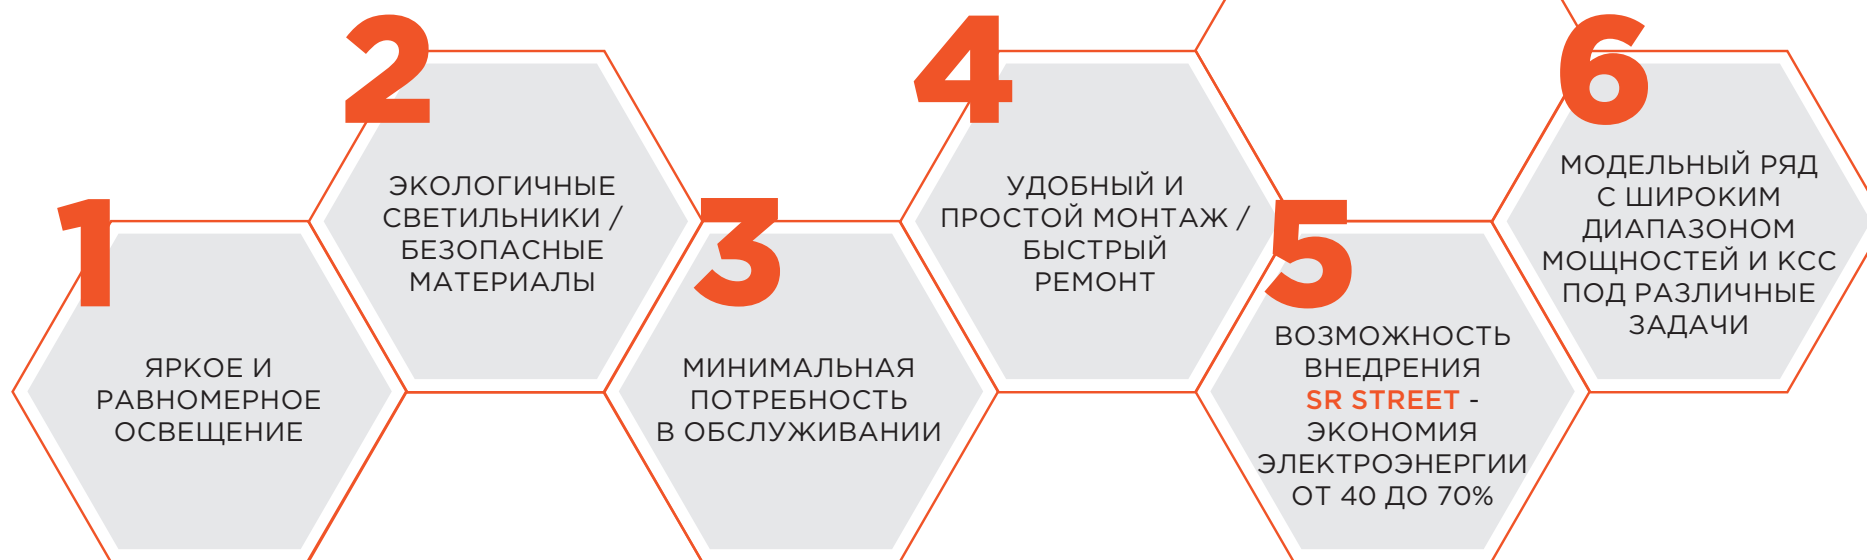 1
ЯРКОЕ И
РАВНОМЕРНОЕ
ОСВЕЩЕНИЕ
2
ЭКОЛОГИЧНЫЕ
СВЕТИЛЬНИКИ /
БЕЗОПАСНЫЕ
МАТЕРИАЛЫ
3
МИНИМАЛЬНАЯ
ПОТРЕБНОСТЬ
В ОБСЛУЖИВАНИИ
4
УДОБНЫЙ И
ПРОСТОЙ МОНТАЖ /
БЫСТРЫЙ
РЕМОНТ
5
ВОЗМОЖНОСТЬ
ВНЕДРЕНИЯ
SR STREET -
ЭКОНОМИЯ
ЭЛЕКТРОЭНЕРГИИ
ОТ 40 ДО 70%
6
МОДЕЛЬНЫЙ РЯД
С ШИРОКИМ
ДИАПАЗОНОМ
МОЩНОСТЕЙ И КСС
ПОД РАЗЛИЧНЫЕ
ЗАДАЧИ